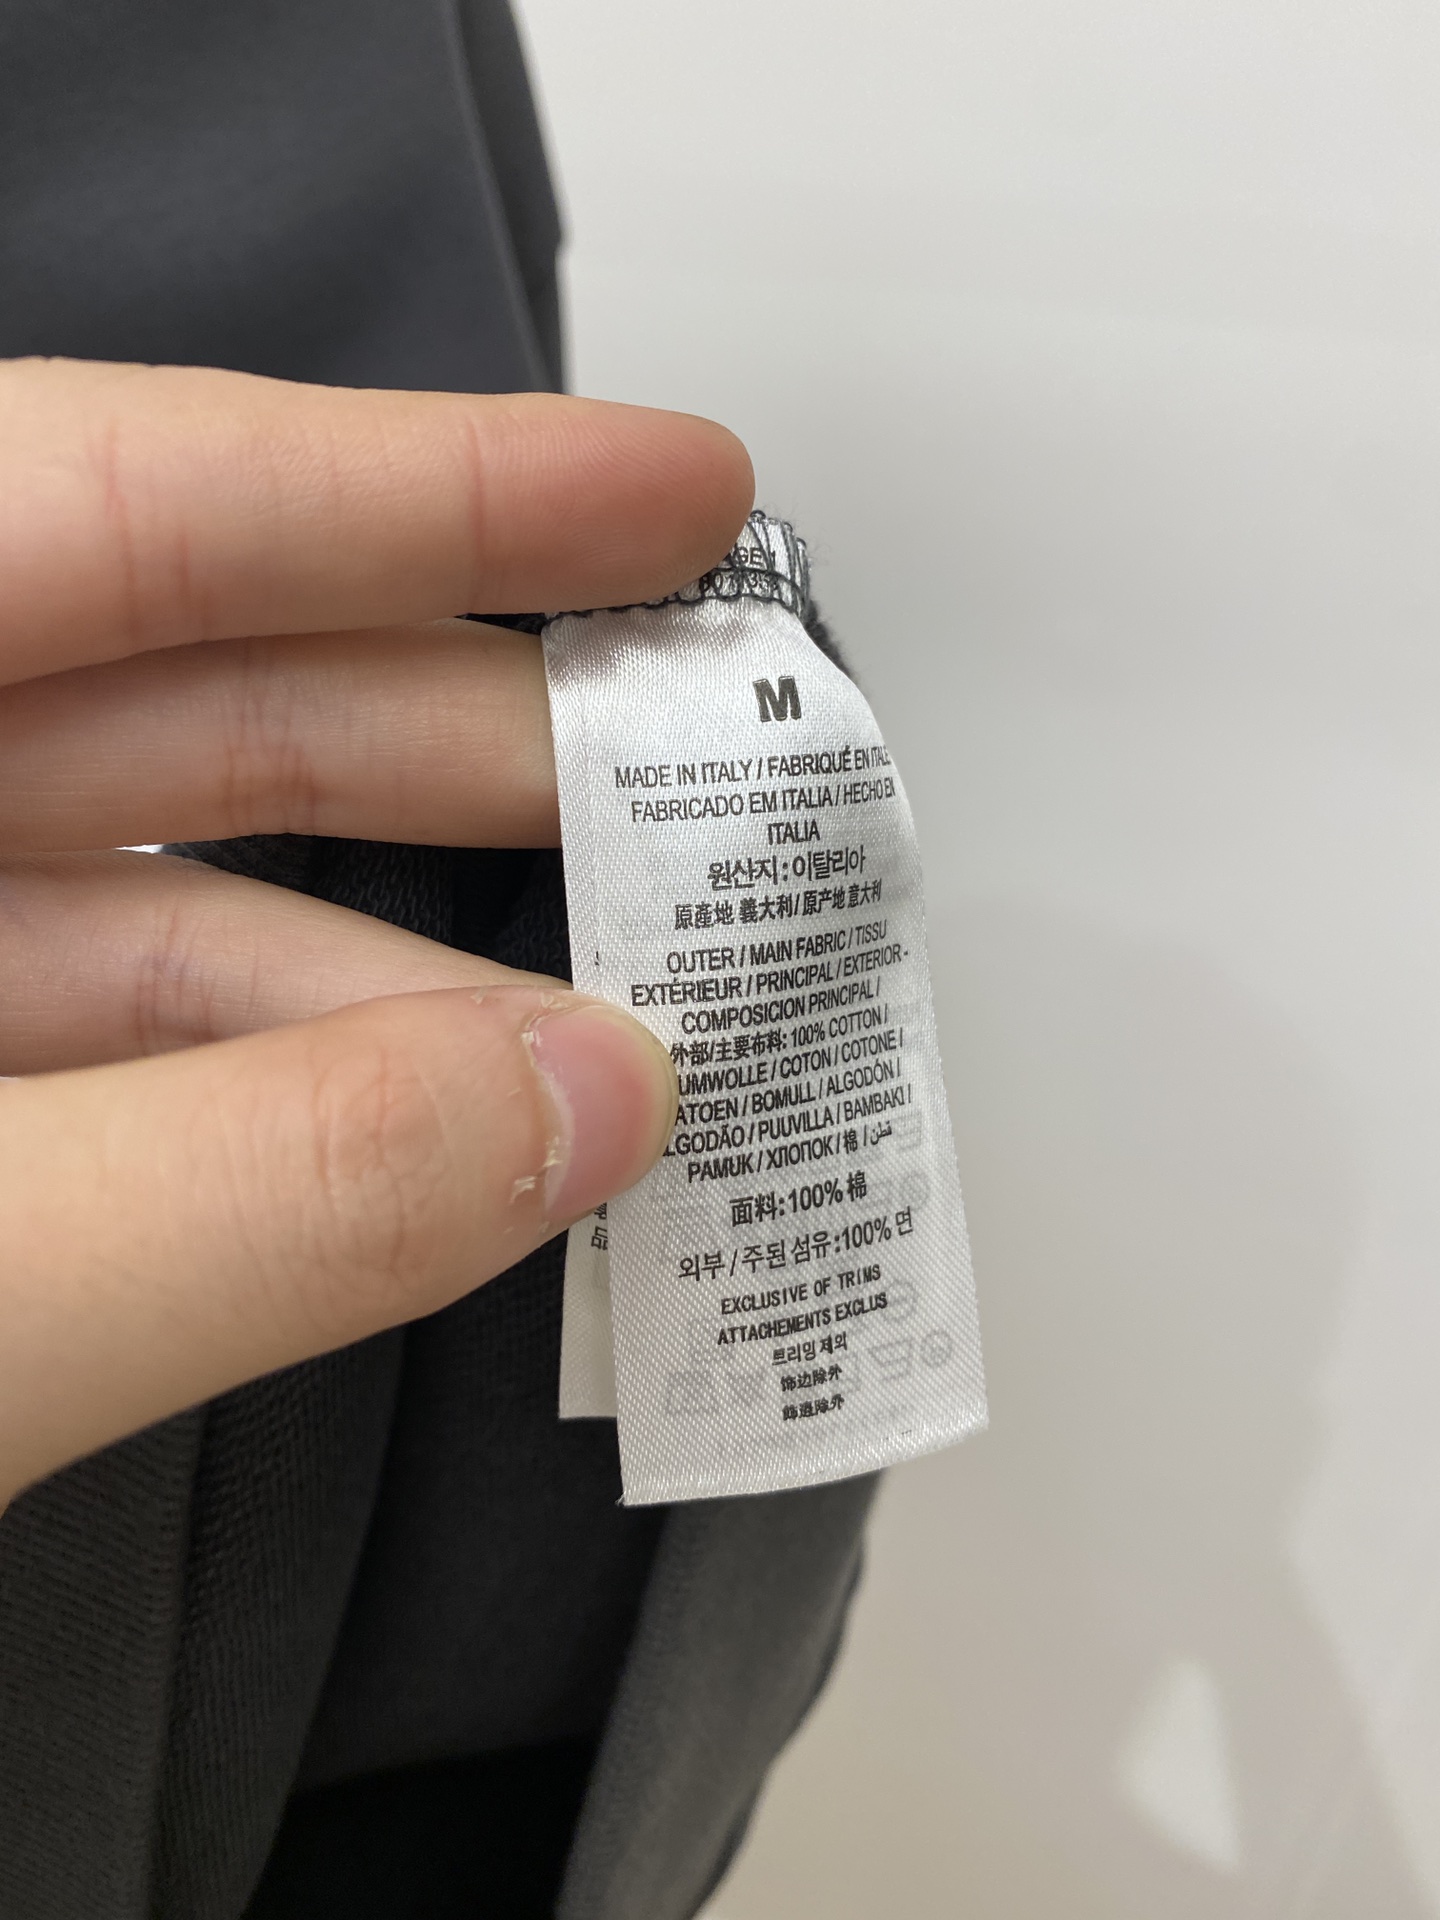 M
MADE IN ITALY / FABRIQUÉ EN ITALIE
FABRICADO EM ITALIA / HECHO EN
ITALIA
원산지:이탈리아
原產地 義大利/原产地 意大利
OUTER / MAIN FABRIC / TISSU
EXTÉRIEUR / PRINCIPAL / EXTERIOR -
COMPOSICION PRINCIPAL /
外部/主要布料: 100% COTTON /
UMWOLLE / COTON / COTONE /
ATOEN / BOMULL / ALGODÓN /
LGODÃO / PUUVILLA / BAMBAKI /
PAMUK / ХЛОПОК / 棉 / قطن
面料:100% 棉
외부 / 주된 섬유:100% 면
EXCLUSIVE OF TRIMS
ATTACHEMENTS EXCLUS
트리밍 제외
饰边除外
飾邊除外
品